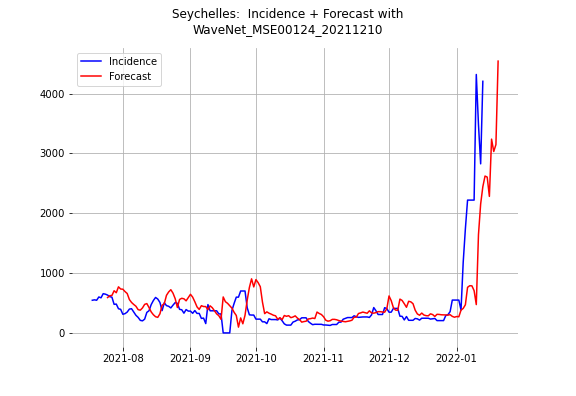 Seychelles:  Incidence + Forecast with
WaveNet_MSE00124_20211210
Incidence
Forecast
4000
3000
2000
1000
0
2021-08
2021-09
2021-10
2021-11
2021-12
2022-01